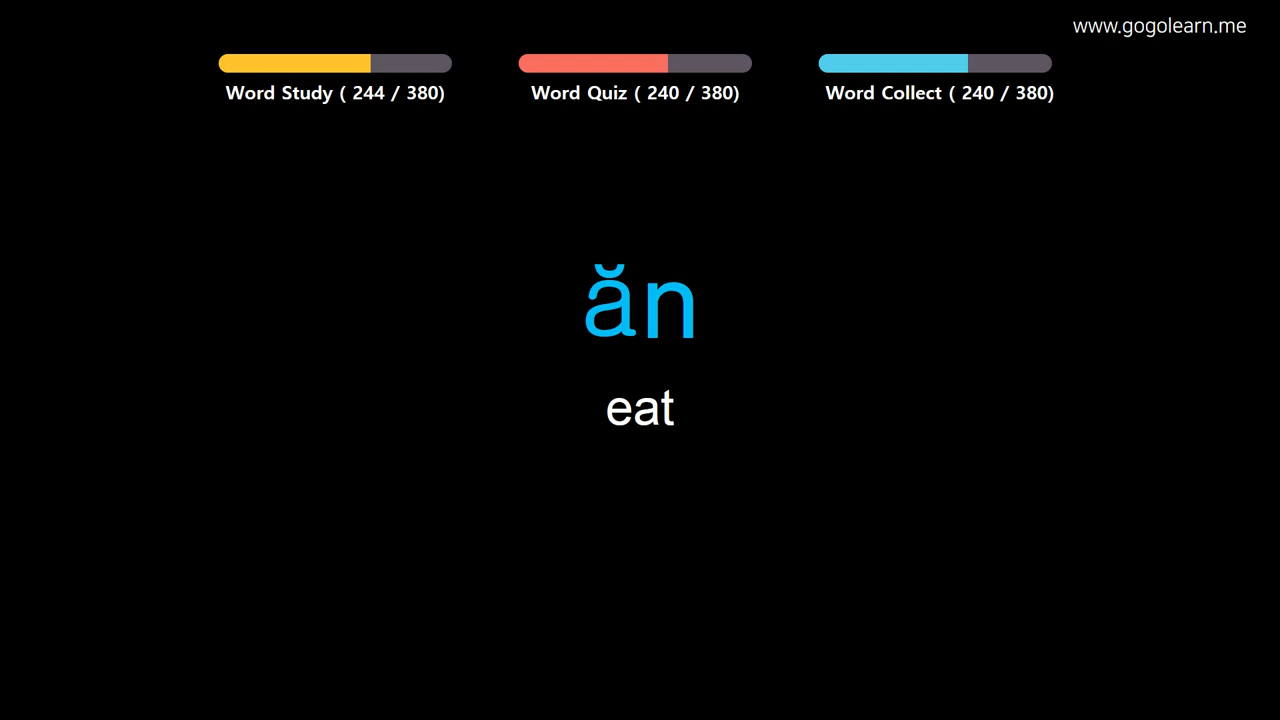 www.gogolearn.me
Word Study ( 244 / 380)
Word Quiz ( 240 / 380)
Word Collect ( 240 / 380)
ăn
eat